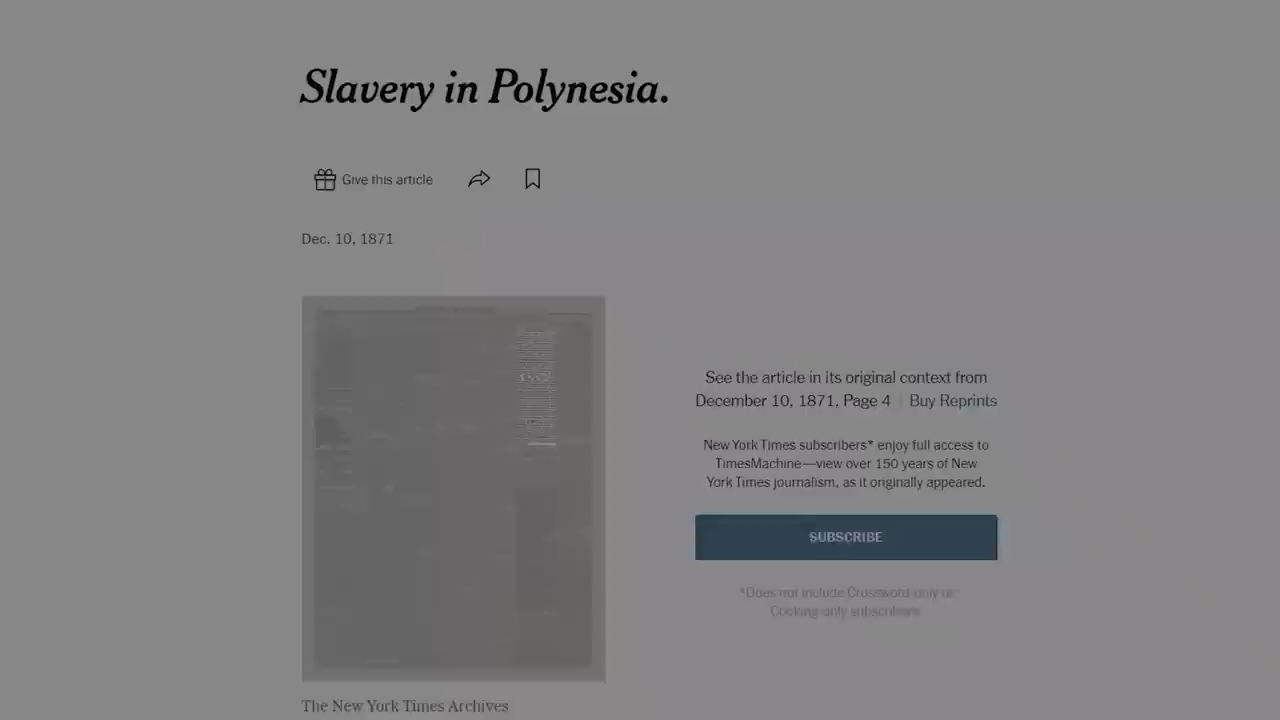 Slavery in Polynesia.
Give this article
Dec. 10, 1871
See the article in its original context from
December 10, 1871, Page 4 | Buy Reprints
New York Times subscribers* enjoy full access to
TimesMachine—view over 150 years of New
York Times journalism, as it originally appeared.
SUBSCRIBE
*Does not include Crossword-only or
Cooking-only subscribers.
The New York Times Archives